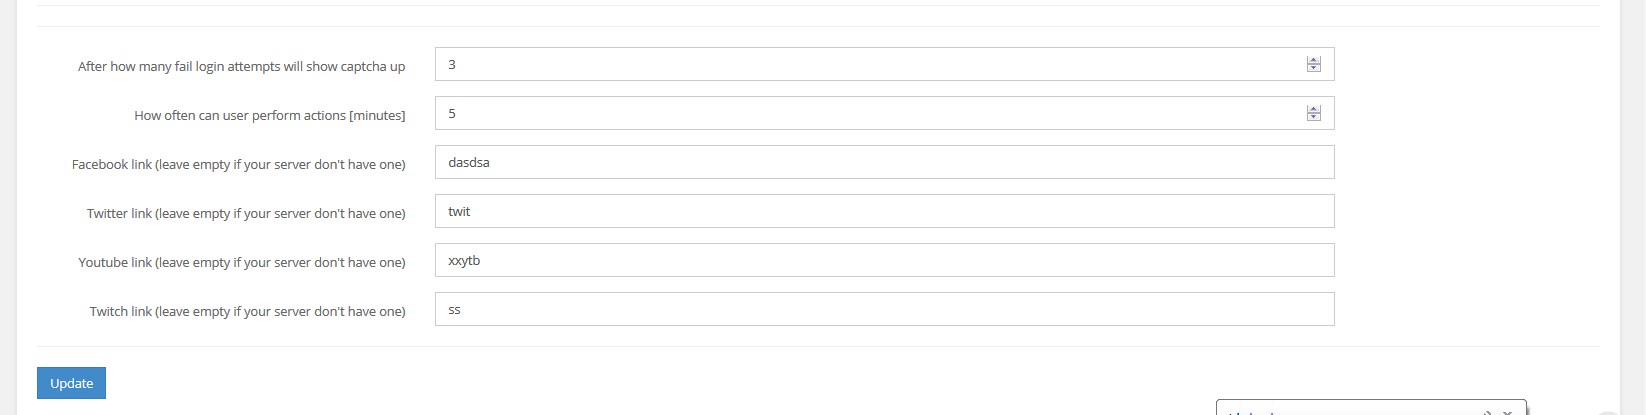 After how many fail login attempts will show captcha up 3
How often can user perform actions [minutes] 5
Facebook link (leave empty if your server don't have one) dasdsa
Twitter link (leave empty if your server don't have one) twit
Youtube link (leave empty if your server don't have one) xxytb
Twitch link (leave empty if your server don't have one) ss
Update